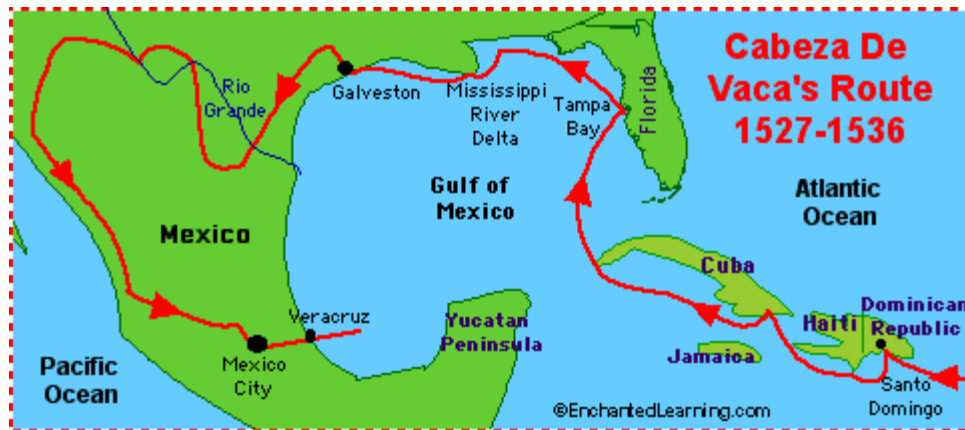 Cabeza De
Vaca's Route
1527-1536
Rio
Grande
Galveston
Mississippi
River
Delta
Tampa
Bay
Florida
Gulf of
Mexico
Atlantic
Ocean
Mexico
Cuba
Veracruz
Yucatan
Peninsula
Haiti
Dominican
Republic
Jamaica
Mexico
City
Pacific
Ocean
Santo
Domingo
©EnchantedLearning.com